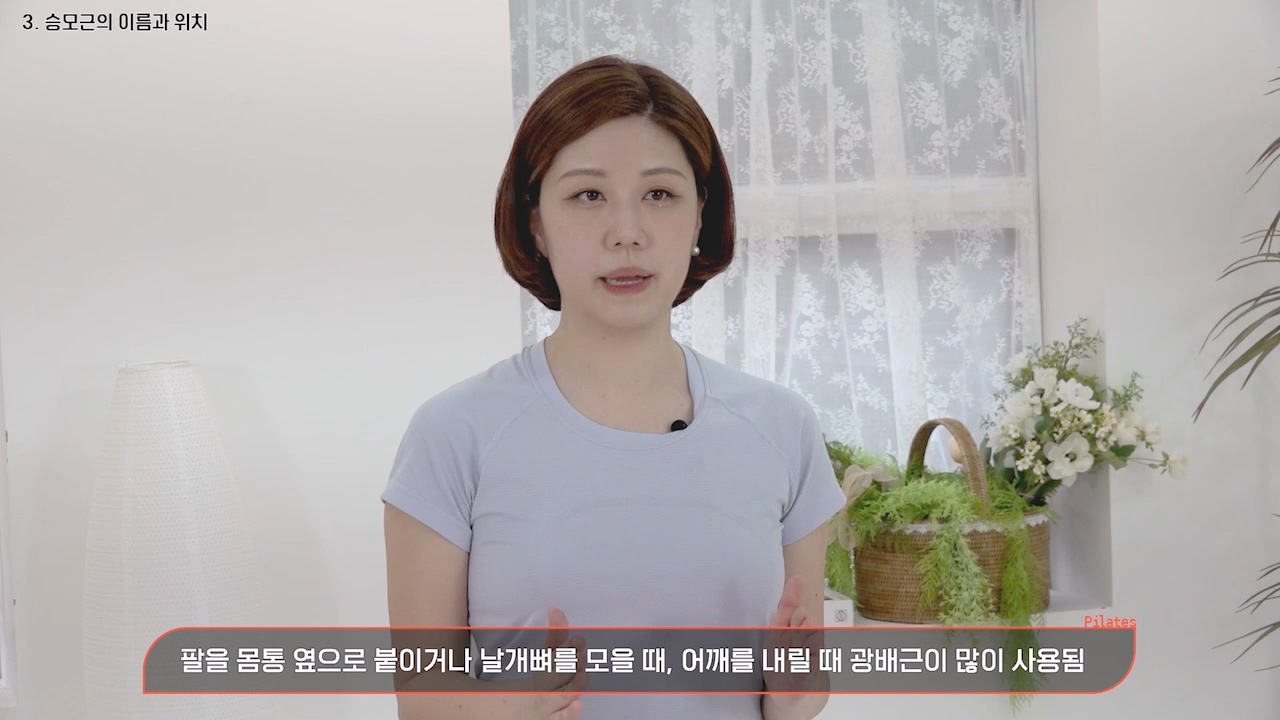 3. 승모근의 이름과 위치
Pilates
팔을 몸통 옆으로 붙이거나 날개뼈를 모을 때, 어깨를 내릴 때 광배근이 많이 사용됨